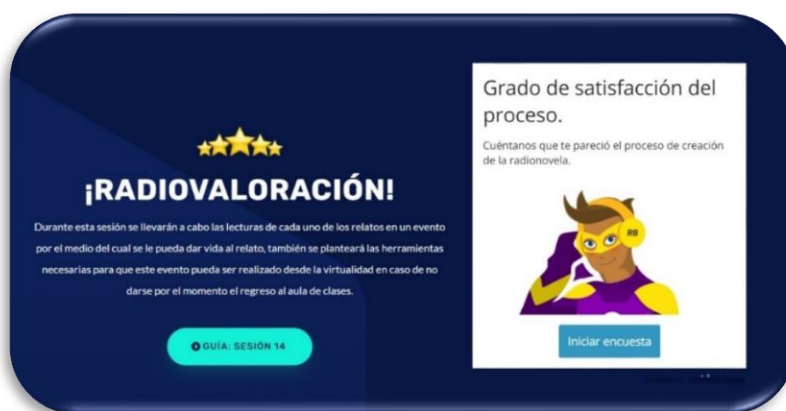 ¡RADIOVALORACIÓN!
Durante esta sesión se llevarán a cabo las lecturas de cada uno de los relatos en un evento
por el medio del cual se le pueda dar vida al relato, también se planteará las herramientas
necesarias para que este evento pueda ser realizado desde la virtualidad en caso de no
darse por el momento el regreso al aula de clases.
GUÍA: SESIÓN 14
Grado de satisfacción del
proceso.
Cuéntanos que te pareció el proceso de creación
de la radionovela.
Iniciar encuesta